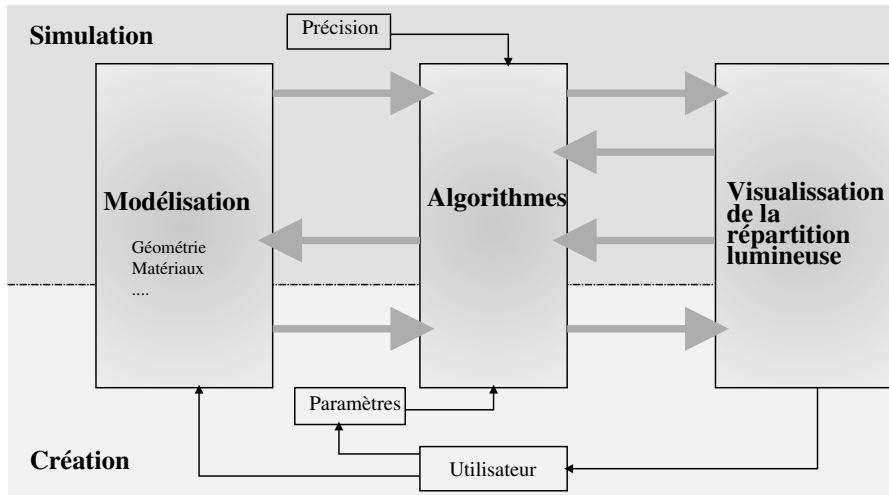 Simulation
Précision
Modélisation
Géométrie
Matériaux
....
Algorithmes
Visualissation
de la
répartition
lumineuse
Paramètres
Utilisateur
Création